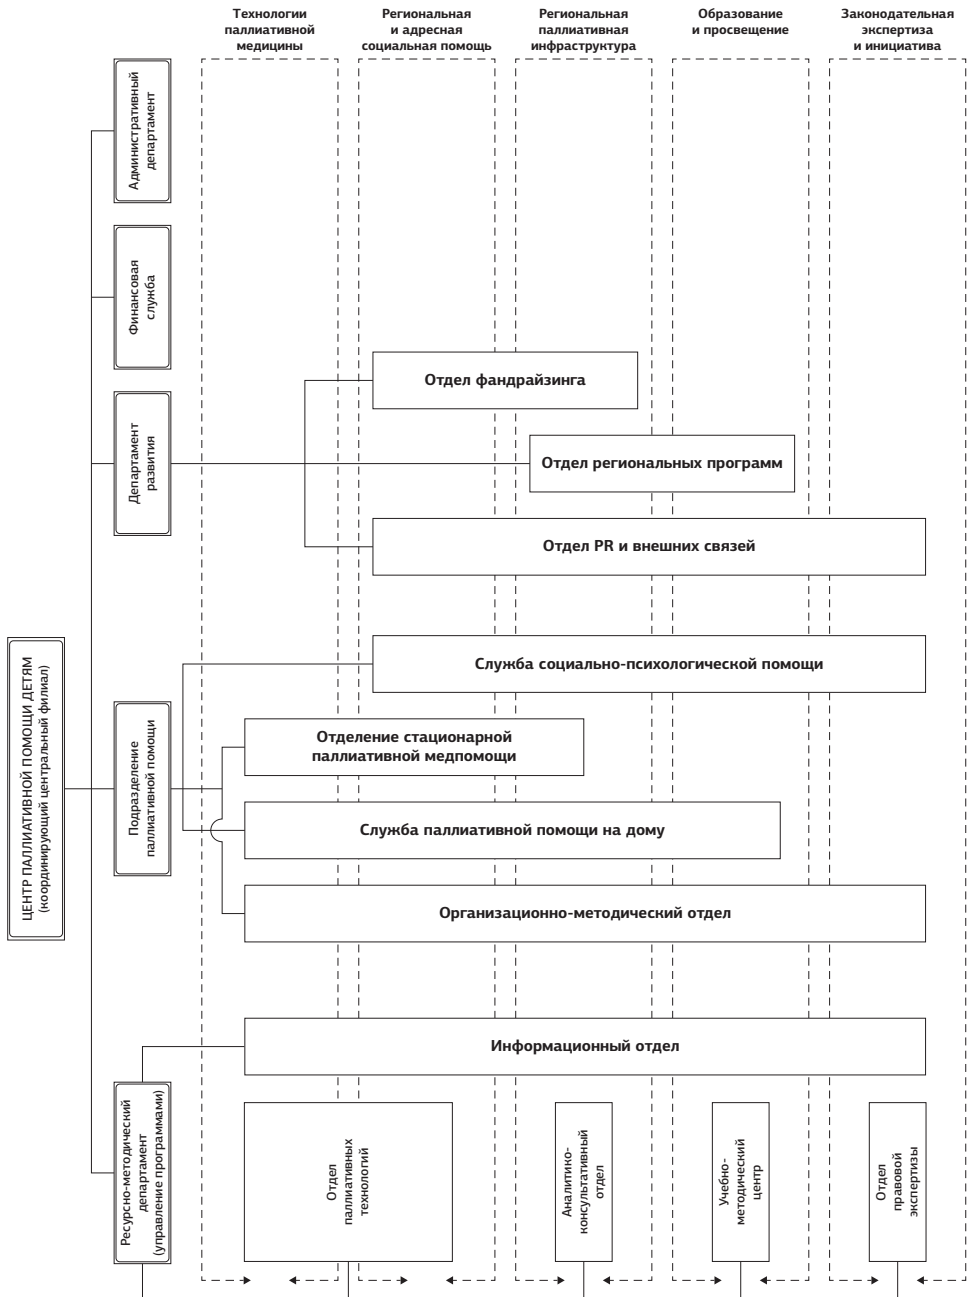 Технологии
паллиативной
медицины
Региональная
и адресная
социальная помощь
Региональная
паллиативная
инфраструктура
Образование
и просвещение
Законодательная
экспертиза
и инициатива
Административный
департамент
Финансовая
служба
Отдел фандрайзинга
Департамент
развития
Отдел региональных программ
Отдел PR и внешних связей
ЦЕНТР ПАЛЛИАТИВНОЙ ПОМОЩИ ДЕТЯМ
(координирующий центральный филиал)
Служба социально-психологической помощи
Подразделение
паллиативной помощи
Отделение стационарной
паллиативной медпомощи
Служба паллиативной помощи на дому
Организационно-методический отдел
Информационный отдел
Ресурсно-методический
департамент
(управление программами)
Отдел
паллиативных
технологий
Аналитико-
консультативный
отдел
Учебно-
методический
центр
Отдел
правовой
экспертизы